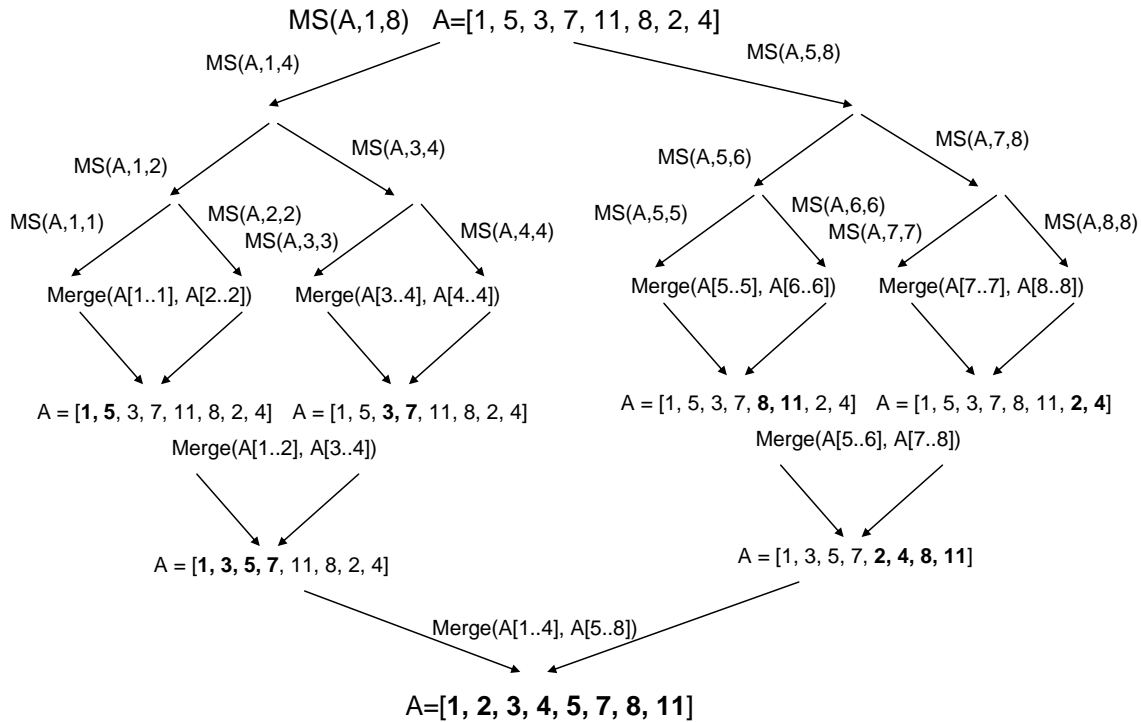 MS(A,1,8) A=[1, 5, 3, 7, 11, 8, 2, 4]
MS(A,1,4)
MS(A,5,8)
MS(A,1,2)
MS(A,3,4)
MS(A,5,6)
MS(A,7,8)
MS(A,1,1)
MS(A,2,2)
MS(A,3,3)
MS(A,4,4)
MS(A,5,5)
MS(A,6,6)
MS(A,7,7)
MS(A,8,8)
Merge(A[1..1], A[2..2])
Merge(A[3..4], A[4..4])
Merge(A[5..5], A[6..6])
Merge(A[7..7], A[8..8])
A = [1, 5, 3, 7, 11, 8, 2, 4]
A = [1, 5, 3, 7, 11, 8, 2, 4]
A = [1, 5, 3, 7, 8, 11, 2, 4]
A = [1, 5, 3, 7, 8, 11, 2, 4]
Merge(A[1..2], A[3..4])
Merge(A[5..6], A[7..8])
A = [1, 3, 5, 7, 11, 8, 2, 4]
A = [1, 3, 5, 7, 2, 4, 8, 11]
Merge(A[1..4], A[5..8])
A=[1, 2, 3, 4, 5, 7, 8, 11]